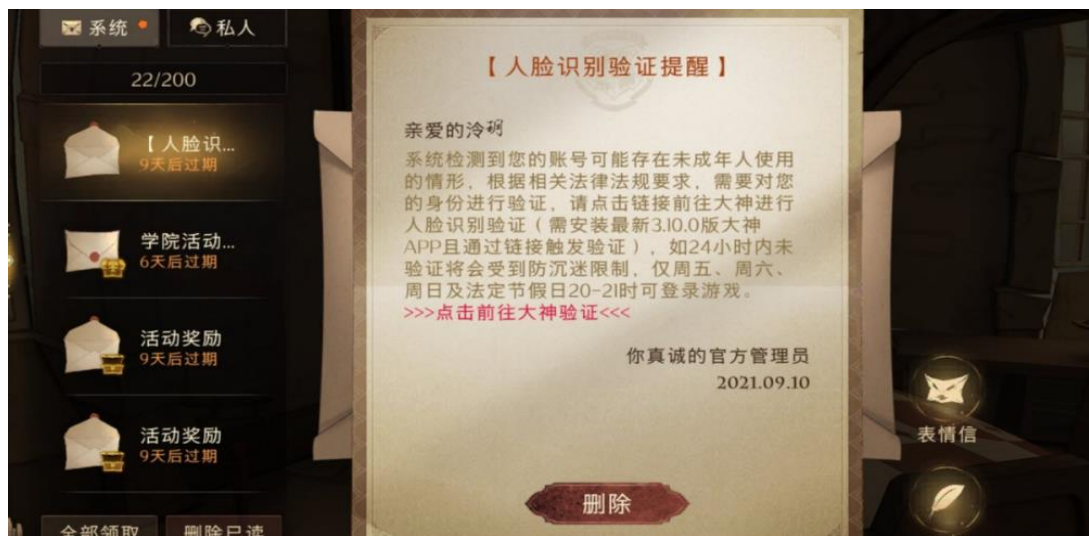 系统
私人
22/200
【人脸识...
9天后过期
学院活动...
6天后过期
活动奖励
9天后过期
活动奖励
9天后过期
全部领取
删除已读
【人脸识别验证提醒】
亲爱的泠
系统检测到您的账号可能存在未成年人使用
的情形，根据相关法律法规要求，需要对您
的身份进行验证，请点击链接前往大神进行
人脸识别验证（需安装最新3.10.0版大神
APP且通过链接触发验证），如24小时内未
验证将会受到防沉迷限制，仅周五、周六、
周日及法定节假日20-21时可登录游戏。
>>>点击前往大神验证<<<
你真诚的官方管理员
2021.09.10
删除
表情信